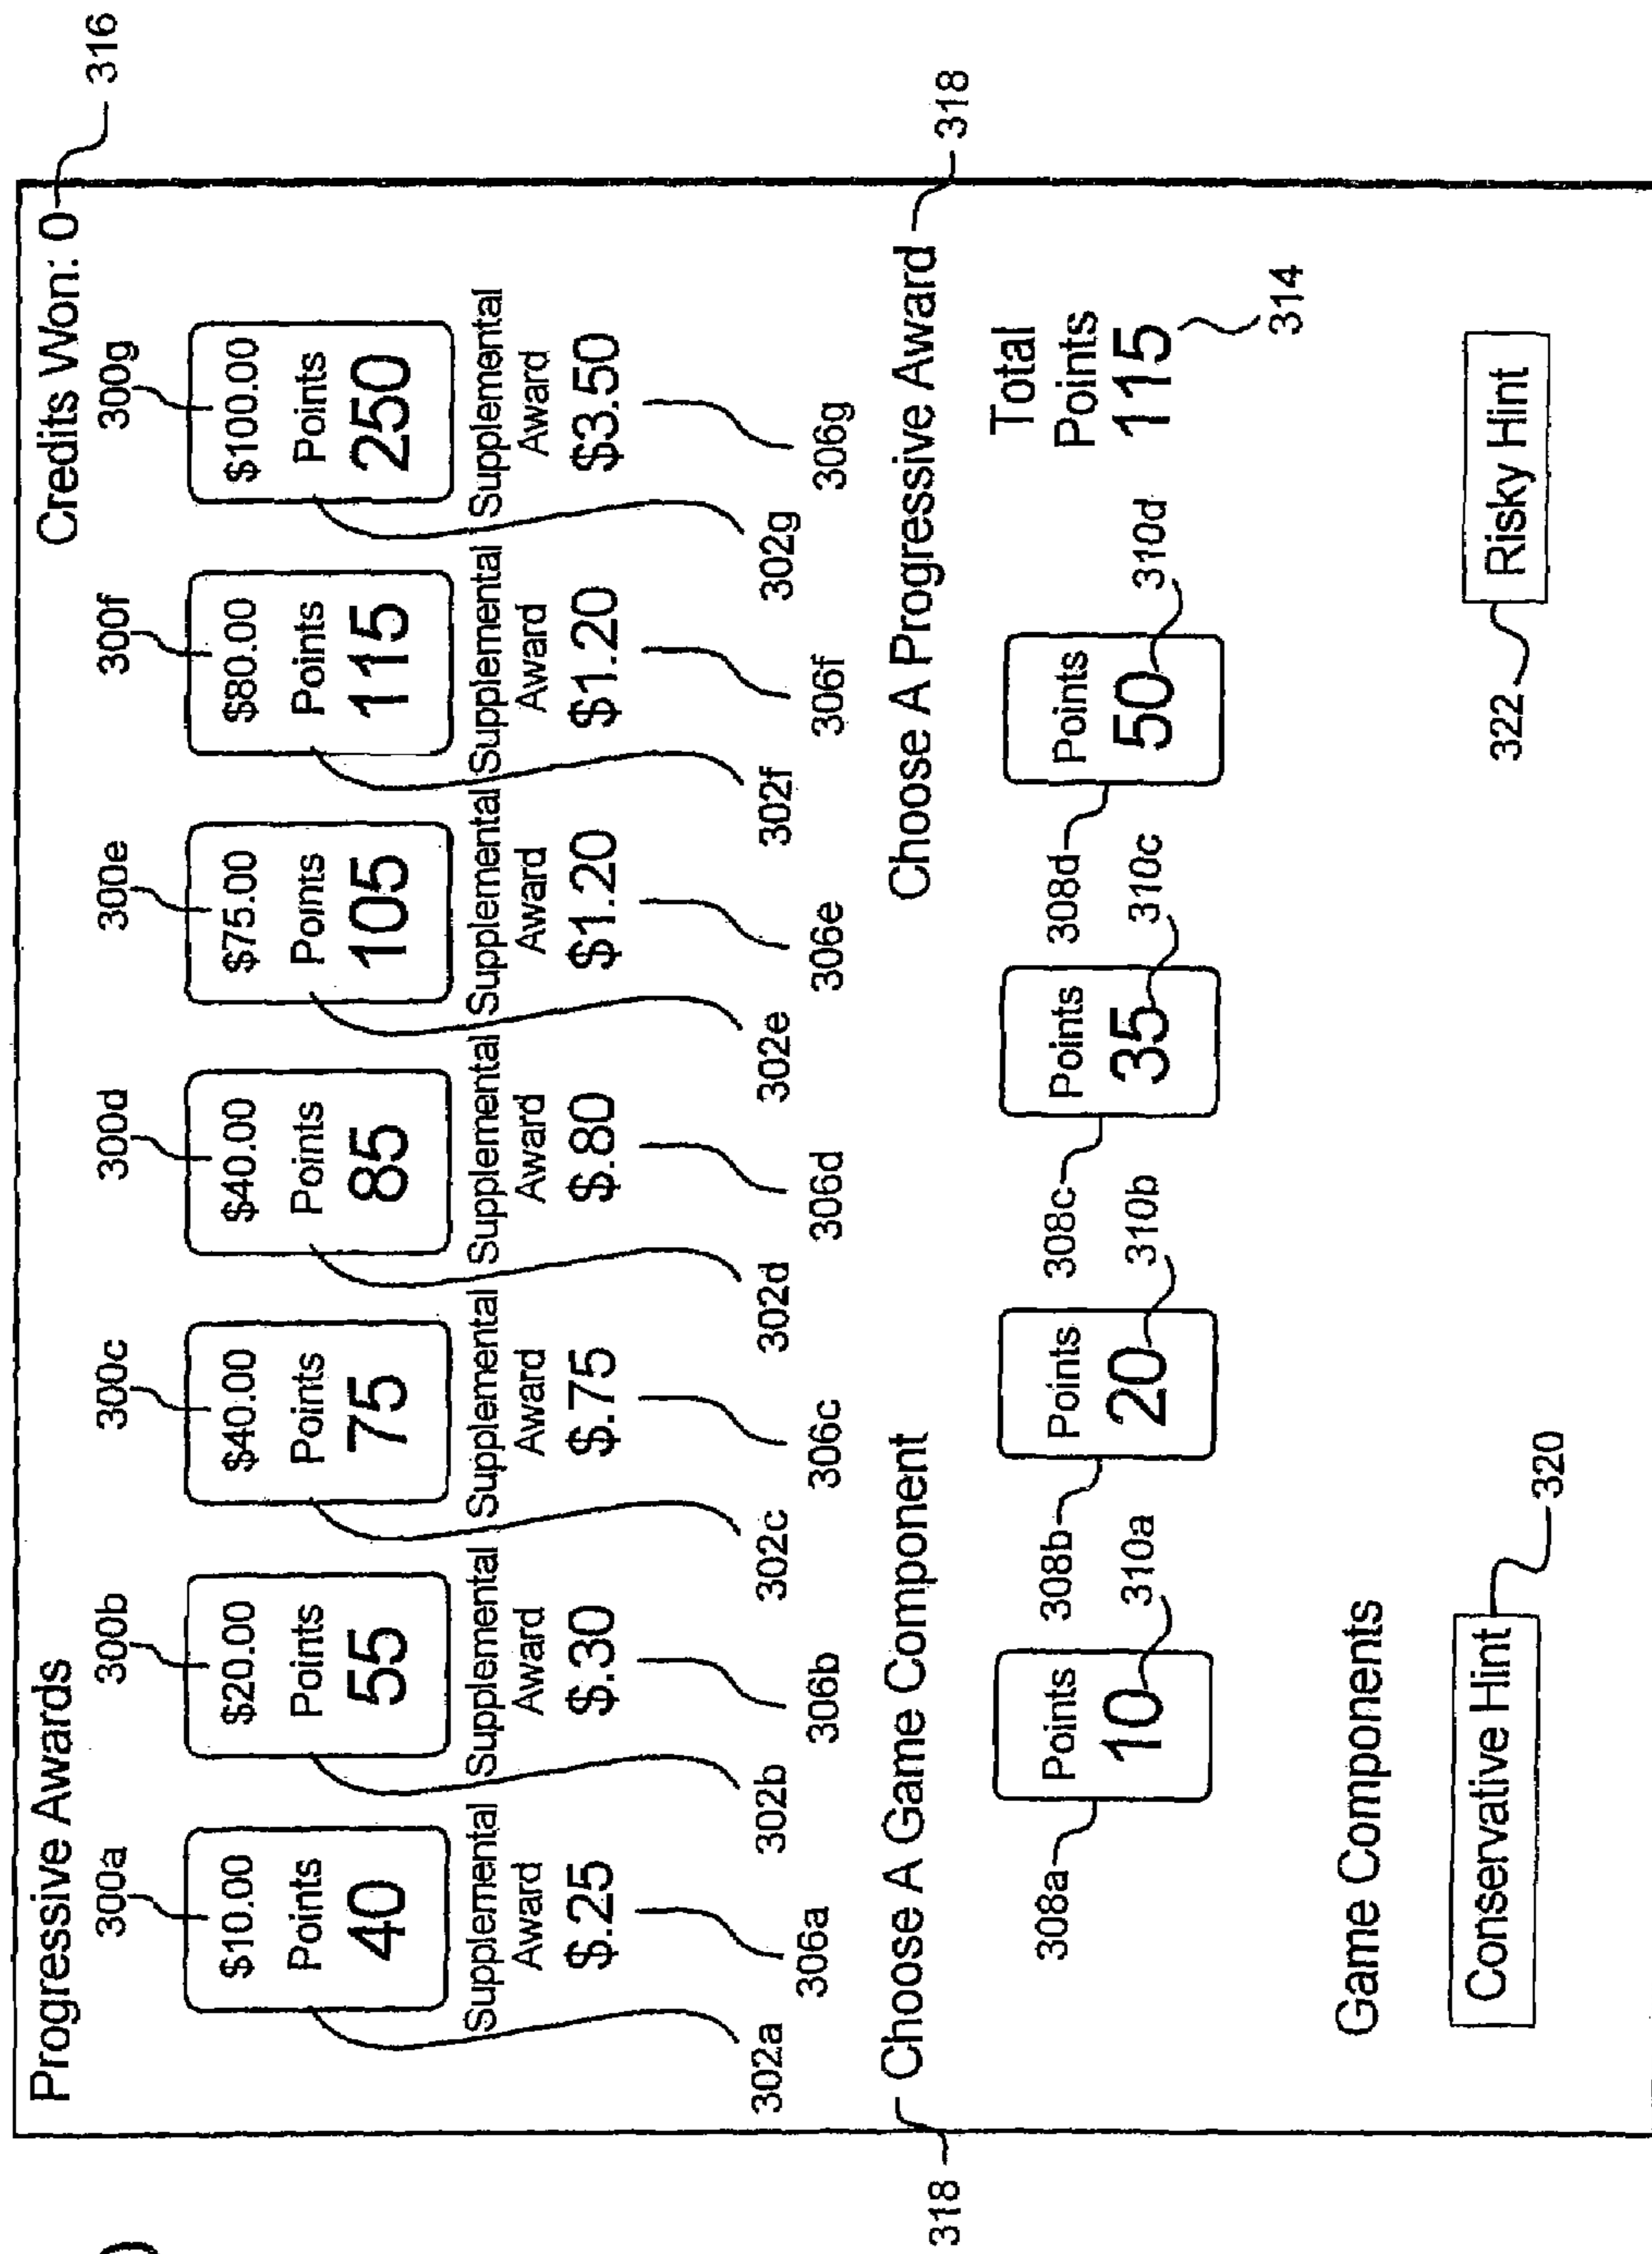 Progressive Awards Credits Won: 0 316
300a 300b 300c 300d 300e 300f 300g
$10.00 $20.00 $40.00 $40.00 $75.00 $80.00 $100.00
Points Points Points Points Points Points Points
40 55 75 85 105 115 250
Supplemental Supplemental Supplemental Supplemental Supplemental Supplemental Supplemental
Award Award Award Award Award Award Award
$.25 $.30 $.75 $.80 $1.20 $1.20 $3.50
302a 302b 302c 302d 302e 302f 302g
306a 306b 306c 306d 306e 306f 306g
318 Choose A Game Component Choose A Progressive Award 318
308a 308b 308c 308d
Points Points Points Points
10 20 35 50
310a 310b 310c 310d
Total
Points
115
314
Game Components
Conservative Hint 320
322 Risky Hint